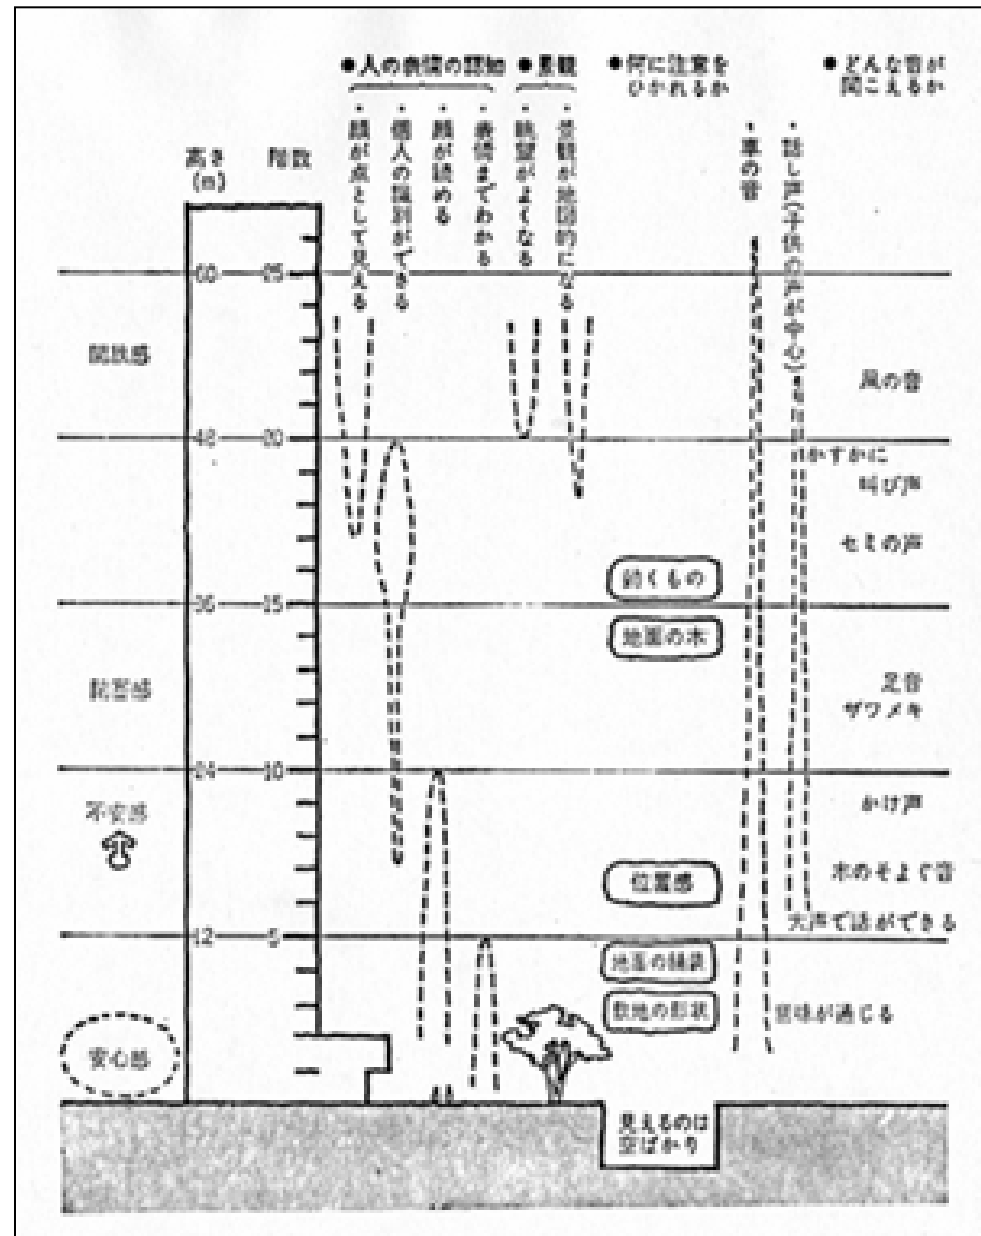 ●人の表情の認知
●景観
●何に注意を
ひかれるか
●どんな音が
聞こえるか
・顔が点として見える
・個人の識別ができる
・顔が読める
・表情までわかる
・眺望がよくなる
・景観が地図的になる
・車の音
・話し声(子供の声が中心)
高さ
(m)
階数
60
25
開放感
風の音
48
20
かすかに
叫び声
セミの声
動くもの
36
15
地面の木
足音
ザワメキ
24
10
不安感
かけ声
位置感
木のそよぐ音
大声で話ができる
12
5
地面の舗装
敷地の形状
意味が通じる
安心感
見えるのは
空ばかり